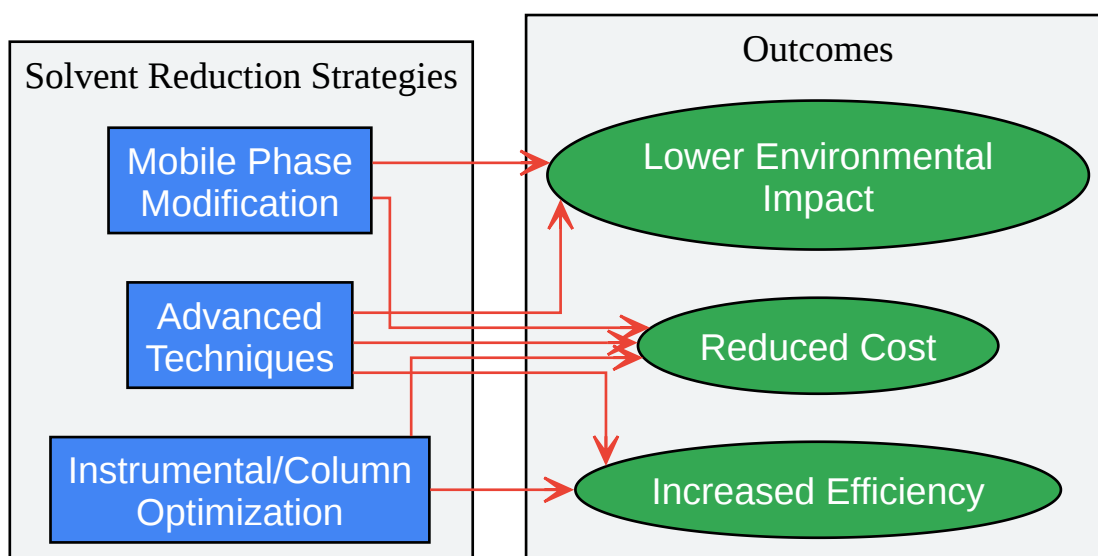 Solvent Reduction Strategies
Mobile Phase
Modification
Advanced
Techniques
Instrumental/Column
Optimization
Outcomes
Lower Environmental
Impact
Reduced Cost
Increased Efficiency